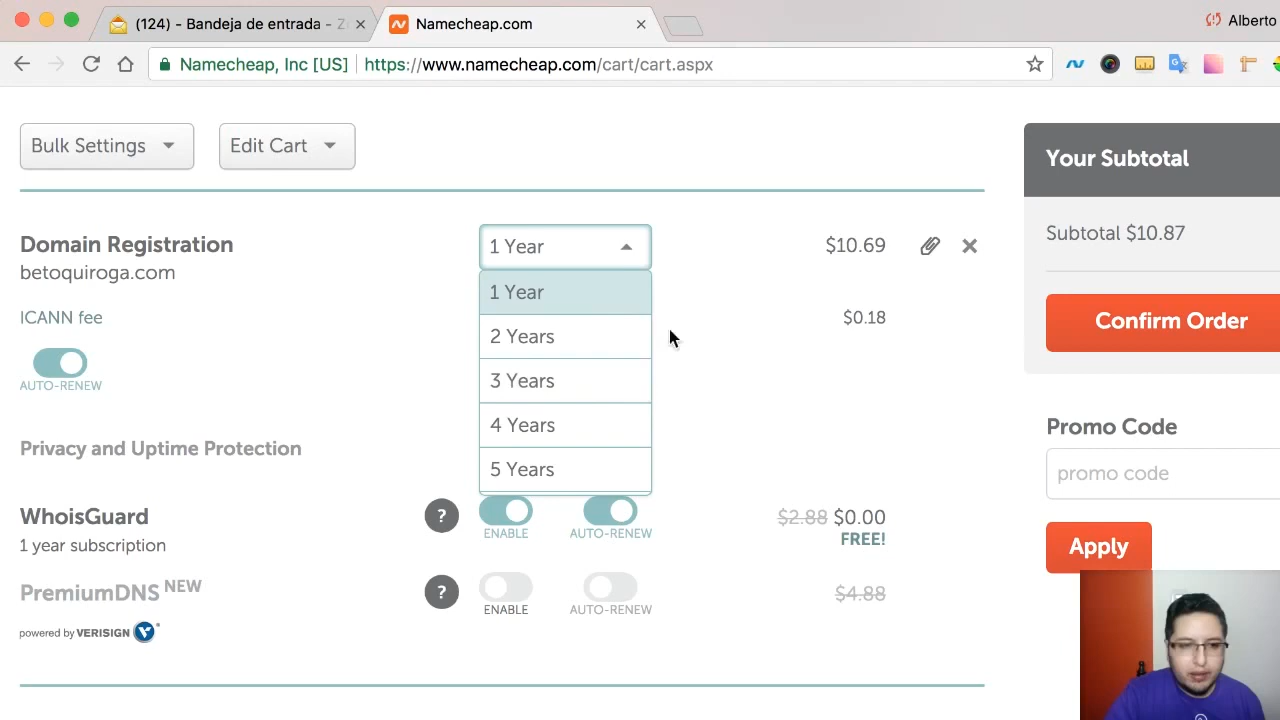 (124) - Bandeja de entrada - Z
Namecheap.com
Alberto
Namecheap, Inc [US]
https://www.namecheap.com/cart/cart.aspx
Bulk Settings
Edit Cart
Your Subtotal
Domain Registration
1 Year
$10.69
Subtotal $10.87
betoquiroga.com
1 Year
Confirm Order
ICANN fee
2 Years
$0.18
AUTO-RENEW
3 Years
4 Years
Promo Code
Privacy and Uptime Protection
5 Years
promo code
WhoisGuard
?
$2.88 $0.00
1 year subscription
ENABLE
AUTO-RENEW
FREE!
Apply
PremiumDNS NEW
?
$4.88
ENABLE
AUTO-RENEW
powered by VERISIGN